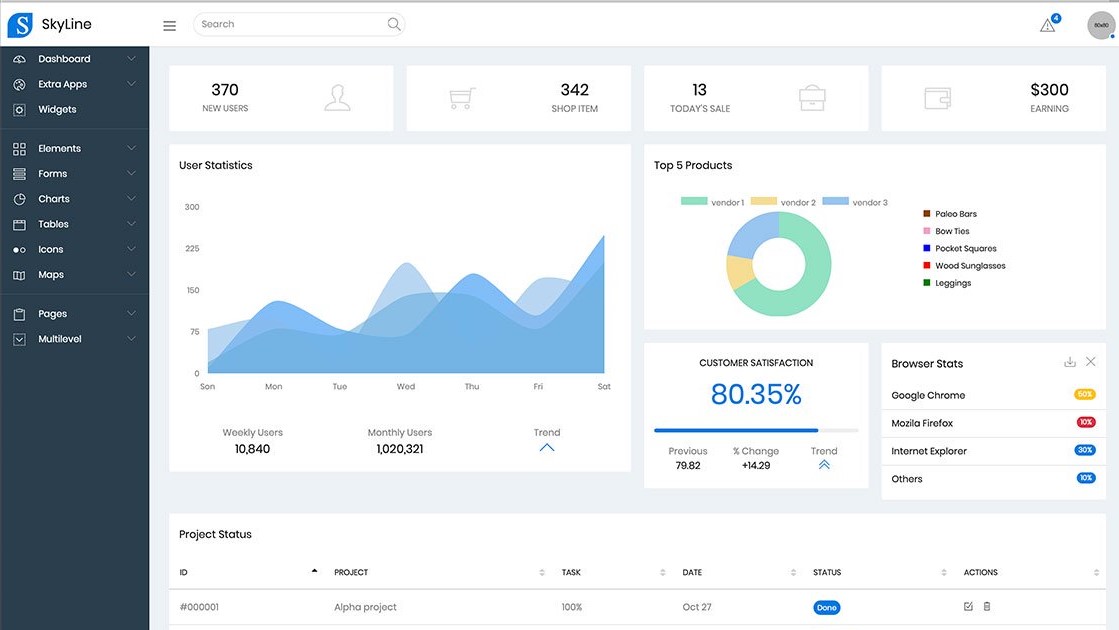 SkyLine
Search
4
80x80
Dashboard
Extra Apps
Widgets
Elements
Forms
Charts
Tables
Icons
Maps
Pages
Multilevel
370
NEW USERS
342
SHOP ITEM
13
TODAY'S SALE
$300
EARNING
User Statistics
300
225
150
75
0
Son Mon Tue Wed Thu Fri Sat
Weekly Users Monthly Users Trend
10,840 1,020,321
Top 5 Products
vendor 1 vendor 2 vendor 3
Paleo Bars
Bow Ties
Pocket Squares
Wood Sunglasses
Leggings
CUSTOMER SATISFACTION
80.35%
Previous % Change Trend
79.82 +14.29
Browser Stats
Google Chrome 50%
Mozila Firefox 10%
Internet Explorer 30%
Others 10%
Project Status
ID PROJECT TASK DATE STATUS ACTIONS
#000001 Alpha project 100% Oct 27 Done